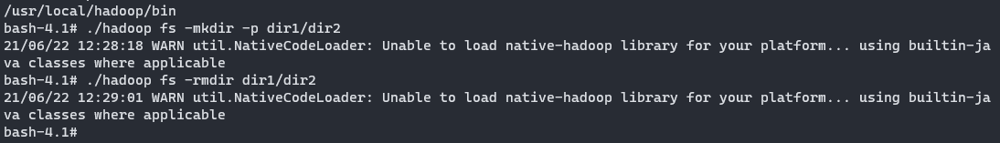 /usr/local/hadoop/bin
bash-4.1# ./hadoop fs -mkdir -p dir1/dir2
21/06/22 12:28:18 WARN util.NativeCodeLoader: Unable to load native-hadoop library for your platform... using builtin-ja
va classes where applicable
bash-4.1# ./hadoop fs -rmdir dir1/dir2
21/06/22 12:29:01 WARN util.NativeCodeLoader: Unable to load native-hadoop library for your platform... using builtin-ja
va classes where applicable
bash-4.1#